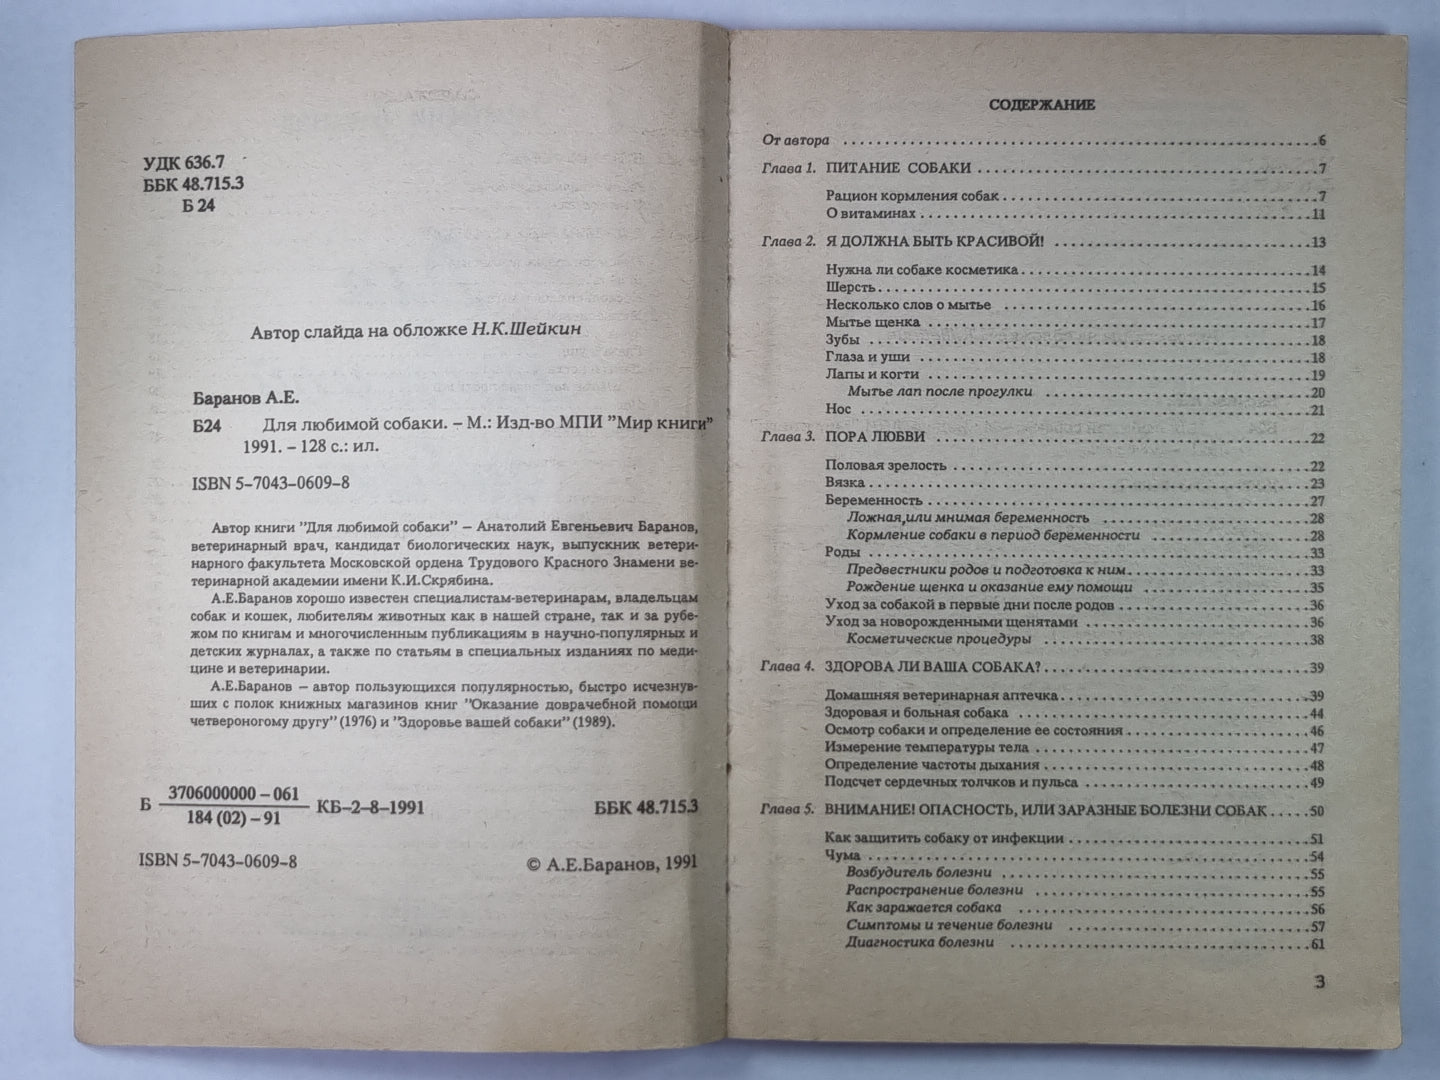 УДК 636.7
ББК 48.715.3
Б 24
Автор слайда на обложке Н.К.Шейкин
Баранов А.Е.
Б24 Для любимой собаки. – М.: Изд-во МПИ "Мир книги"
1991. – 128 с.: ил.
ISBN 5–7043–0609–8
Автор книги "Для любимой собаки" – Анатолий Евгеньевич Баранов,
ветеринарный врач, кандидат биологических наук, выпускник ветери-
нарного факультета Московской ордена Трудового Красного Знамени ве-
теринарной академии имени К.И.Скрябина.
А.Е.Баранов хорошо известен специалистам-ветеринарам, владельцам
собак и кошек, любителям животных как в нашей стране, так и за рубе-
жом по книгам и многочисленным публикациям в научно-популярных и
детских журналах, а также по статьям в специальных изданиях по меди-
цине и ветеринарии.
А.Е.Баранов – автор пользующихся популярностью, быстро исчезнув-
ших с полок книжных магазинов книг "Оказание доврачебной помощи
четвероногому другу" (1976) и "Здоровье вашей собаки" (1989).
Б 3706000000 – 061 КБ–2–8–1991 ББК 48.715.3
184 (02) – 91
ISBN 5–7043–0609–8 © А.Е.Баранов, 1991
СОДЕРЖАНИЕ
От автора ..... 6
Глава 1. ПИТАНИЕ СОБАКИ ..... 7
Рацион кормления собак ..... 7
О витаминах ..... 11
Глава 2. Я ДОЛЖНА БЫТЬ КРАСИВОЙ! ..... 13
Нужна ли собаке косметика ..... 14
Шерсть ..... 15
Несколько слов о мытье ..... 16
Мытье щенка ..... 17
Зубы ..... 18
Глаза и уши ..... 18
Лапы и когти ..... 19
Мытье лап после прогулки ..... 20
Нос ..... 21
Глава 3. ПОРА ЛЮБВИ ..... 22
Половая зрелость ..... 22
Вязка ..... 23
Беременность ..... 27
Ложная,или мнимая беременность ..... 28
Кормление собаки в период беременности ..... 28
Роды ..... 33
Предвестники родов и подготовка к ним ..... 33
Рождение щенка и оказание ему помощи ..... 35
Уход за собакой в первые дни после родов ..... 36
Уход за новорожденными щенятами ..... 36
Косметические процедуры ..... 38
Глава 4. ЗДОРОВА ЛИ ВАША СОБАКА? ..... 39
Домашняя ветеринарная аптечка ..... 39
Здоровая и больная собака ..... 44
Осмотр собаки и определение ее состояния ..... 46
Измерение температуры тела ..... 47
Определение частоты дыхания ..... 48
Подсчет сердечных толчков и пульса ..... 49
Глава 5. ВНИМАНИЕ! ОПАСНОСТЬ, ИЛИ ЗАРАЗНЫЕ БОЛЕЗНИ СОБАК ..... 50
Как защитить собаку от инфекции ..... 51
Чума ..... 54
Возбудитель болезни ..... 55
Распространение болезни ..... 55
Как заражается собака ..... 56
Симптомы и течение болезни ..... 57
Диагностика болезни ..... 61
3